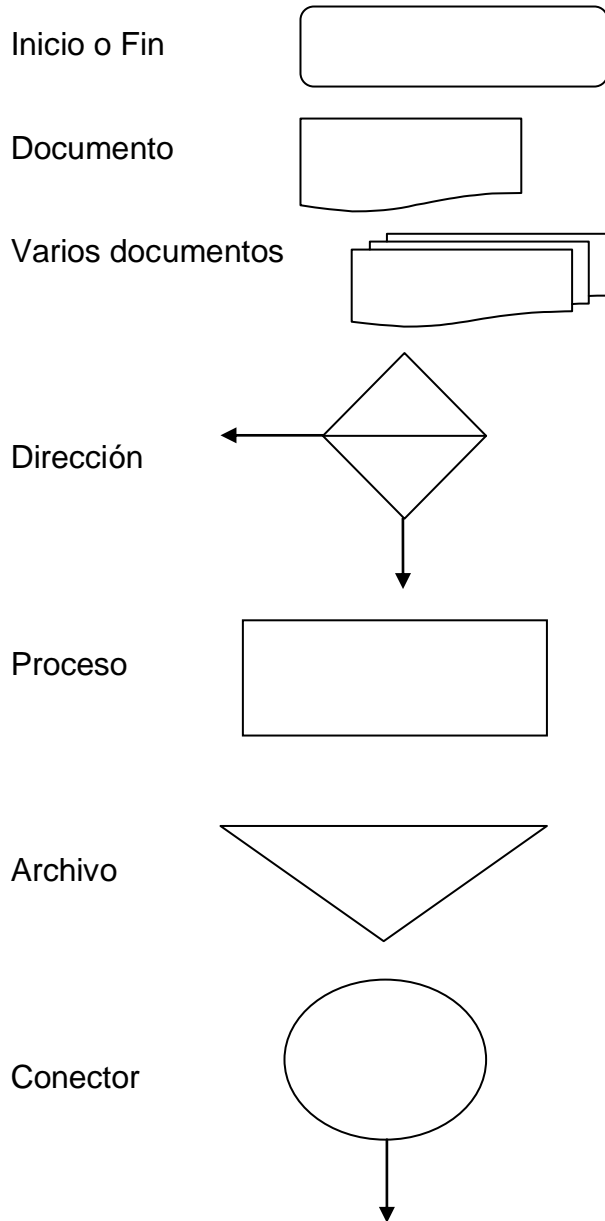 Inicio o Fin
Documento
Varios documentos
Dirección
Proceso
Archivo
Conector